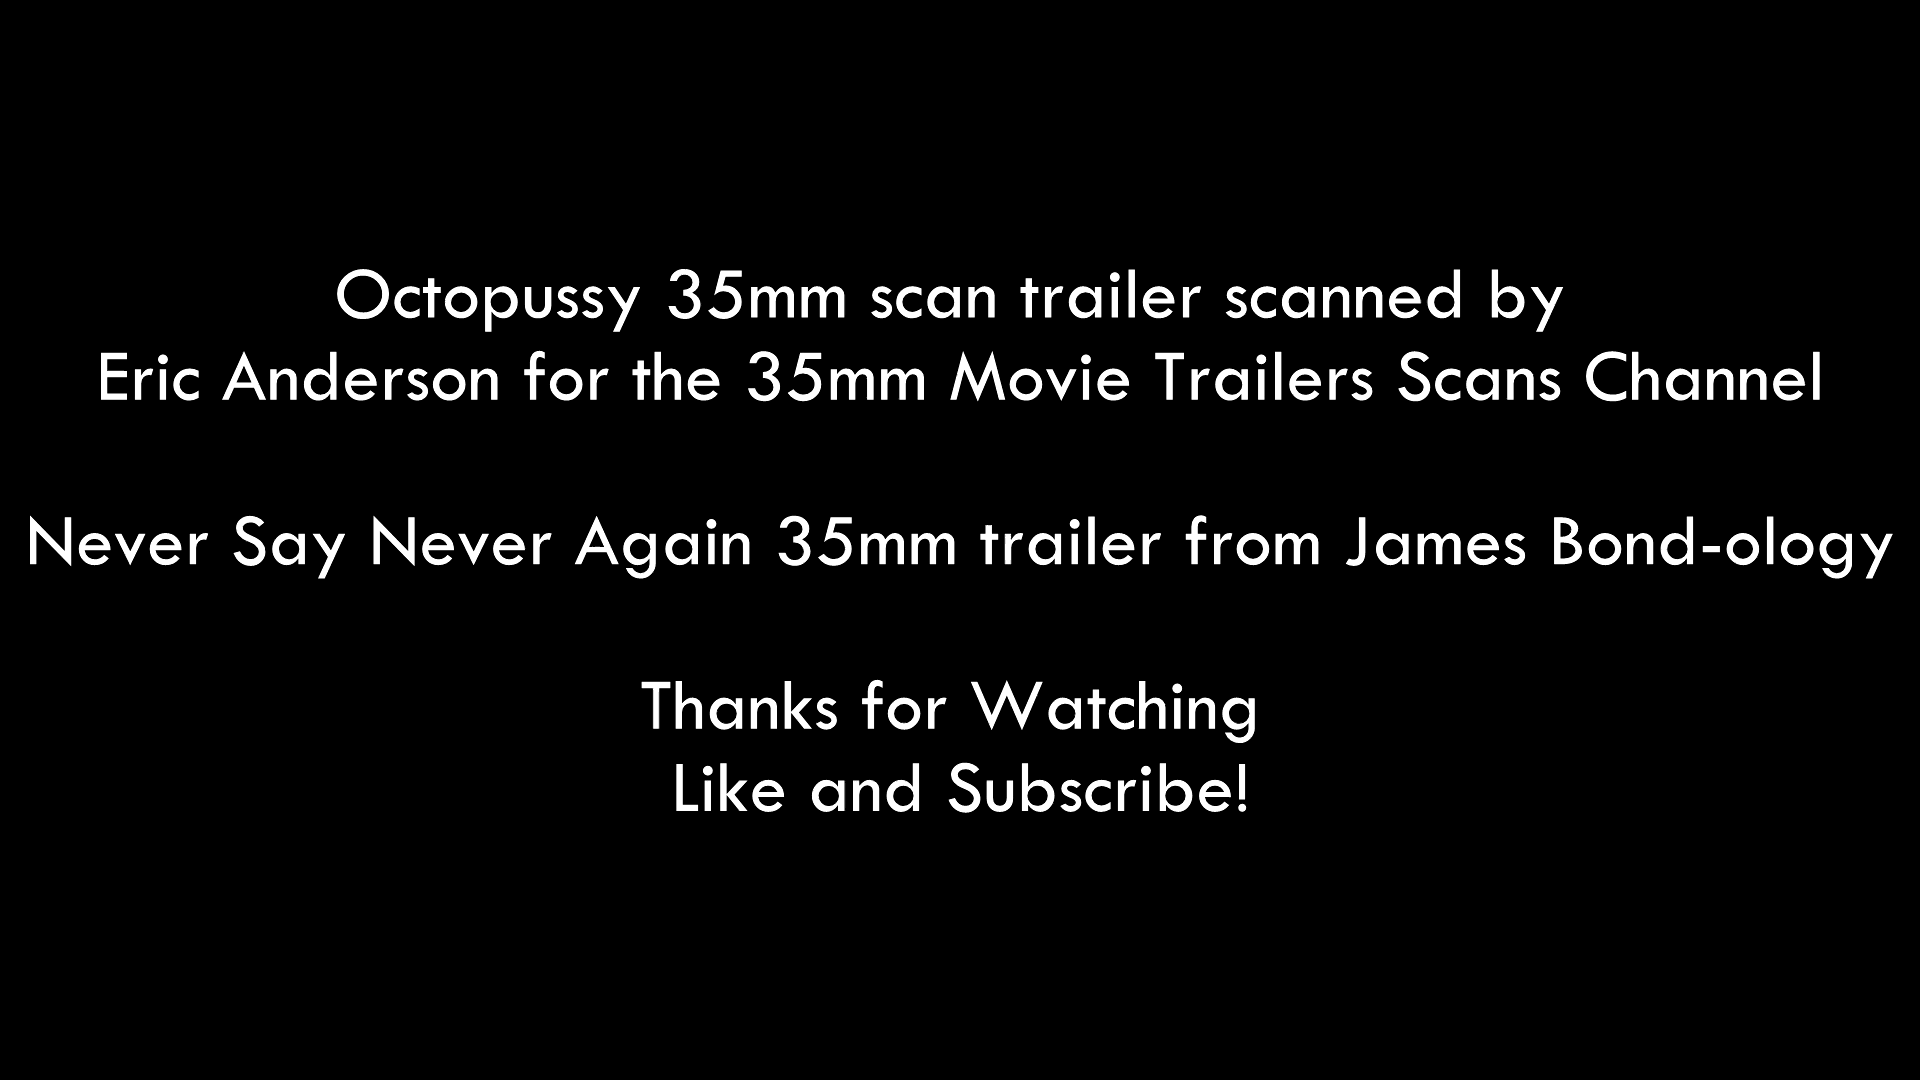 Octopussy 35mm scan trailer scanned by
Eric Anderson for the 35mm Movie Trailers Scans Channel
Never Say Never Again 35mm trailer from James Bond-ology
Thanks for Watching
Like and Subscribe!